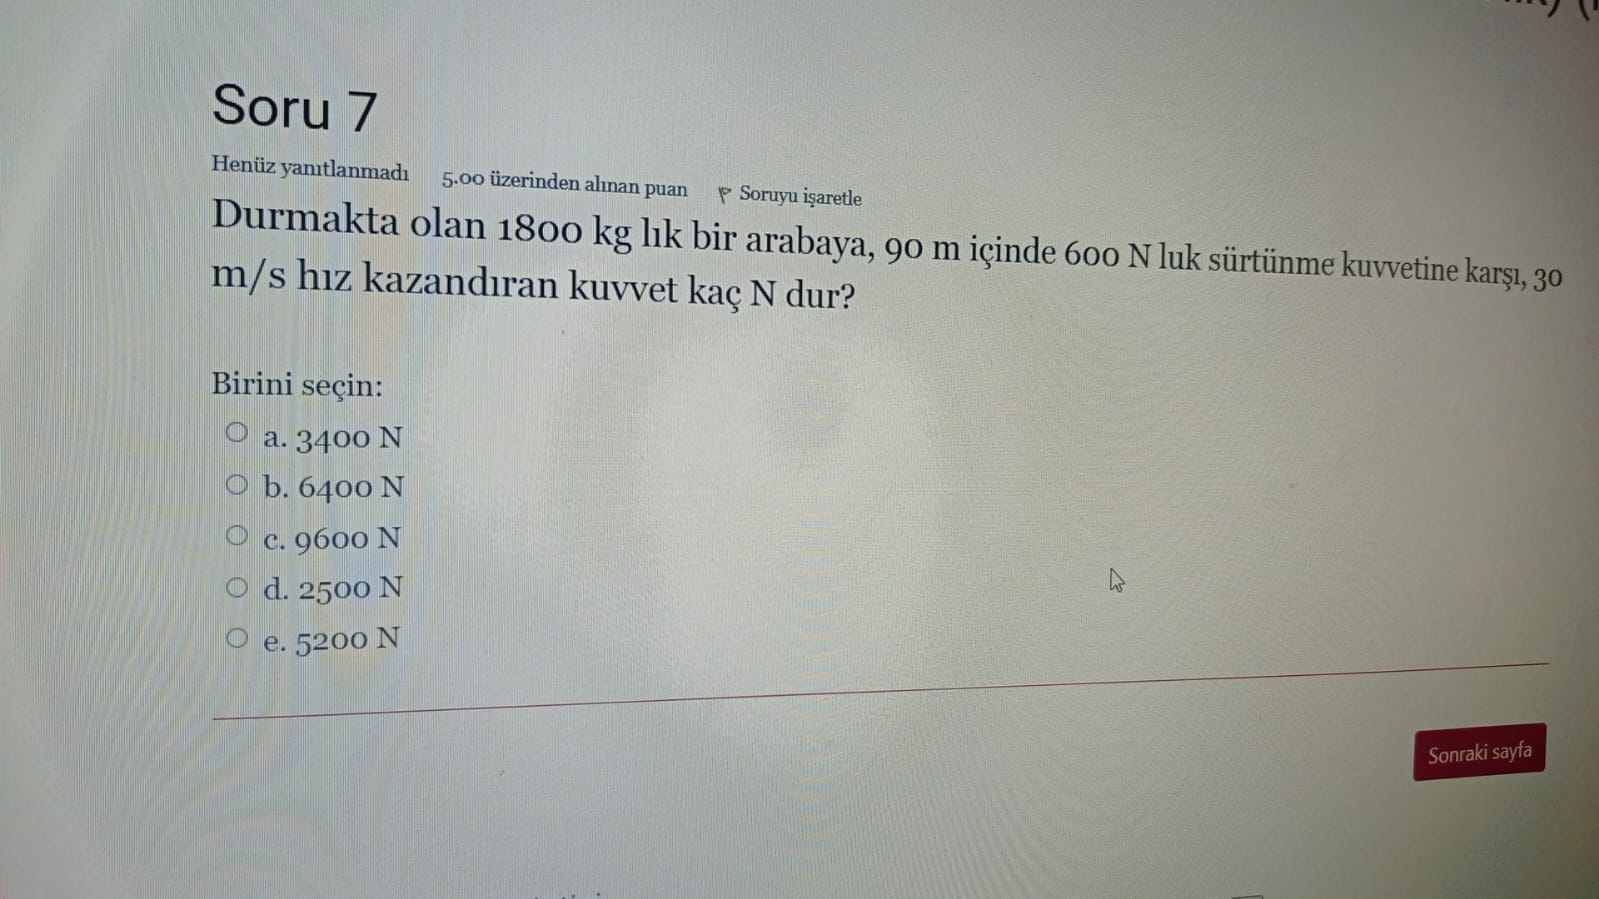 Soru 7
Henüz yanıtlanmadı 5.00 üzerinden alınan puan Soruyu işaretle
Durmakta olan 1800 kg lık bir arabaya, 90 m içinde 600 N luk sürtünme kuvvetine karşı, 30
m/s hız kazandıran kuvvet kaç N dur?
Birini seçin:
a. 3400 N
b. 6400 N
c. 9600 N
d. 2500 N
e. 5200 N
Sonraki sayfa